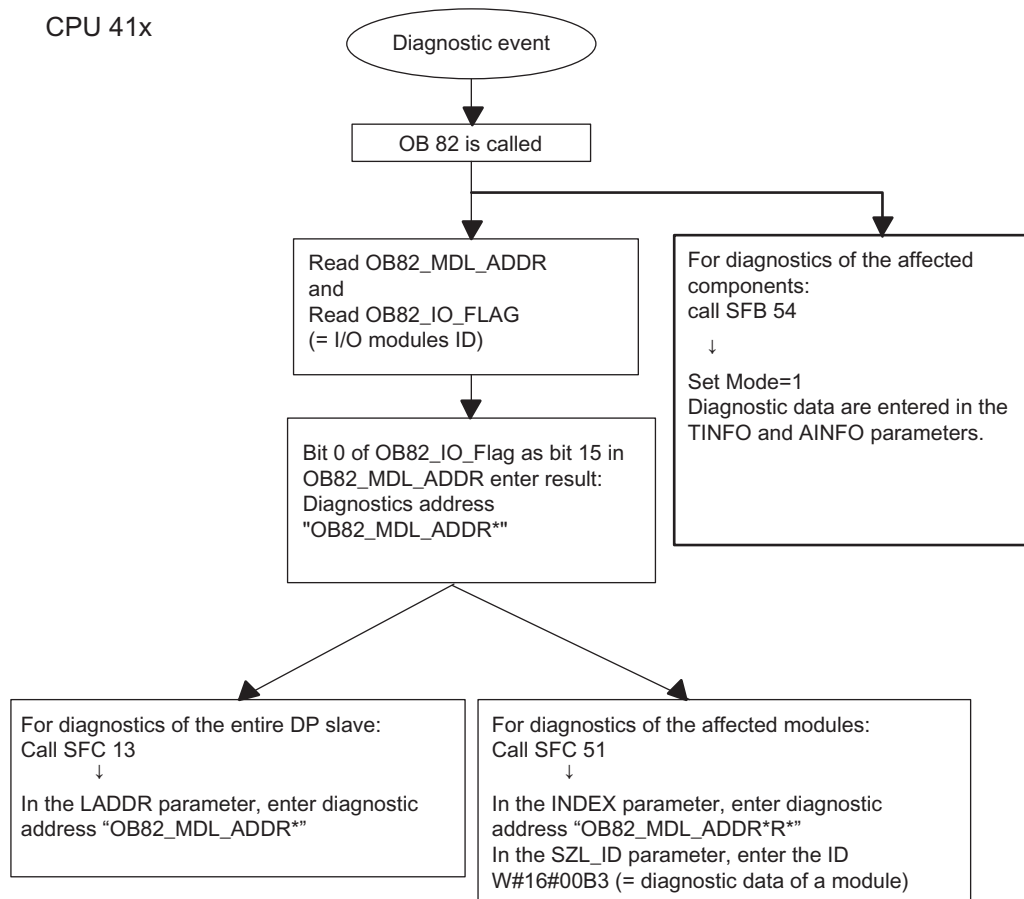 CPU 41x
Diagnostic event
OB 82 is called
Read OB82_MDL_ADDR
and
Read OB82_IO_FLAG
(= I/O modules ID)
For diagnostics of the affected
components:
call SFB 54
↓
Set Mode=1
Diagnostic data are entered in the
TINFO and AINFO parameters.
Bit 0 of OB82_IO_Flag as bit 15 in
OB82_MDL_ADDR enter result:
Diagnostics address
"OB82_MDL_ADDR*"
For diagnostics of the entire DP slave:
Call SFC 13
↓
In the LADDR parameter, enter diagnostic
address “OB82_MDL_ADDR*”
For diagnostics of the affected modules:
Call SFC 51
↓
In the INDEX parameter, enter diagnostic
address “OB82_MDL_ADDR*R*”
In the SZL_ID parameter, enter the ID
W#16#00B3 (= diagnostic data of a module)